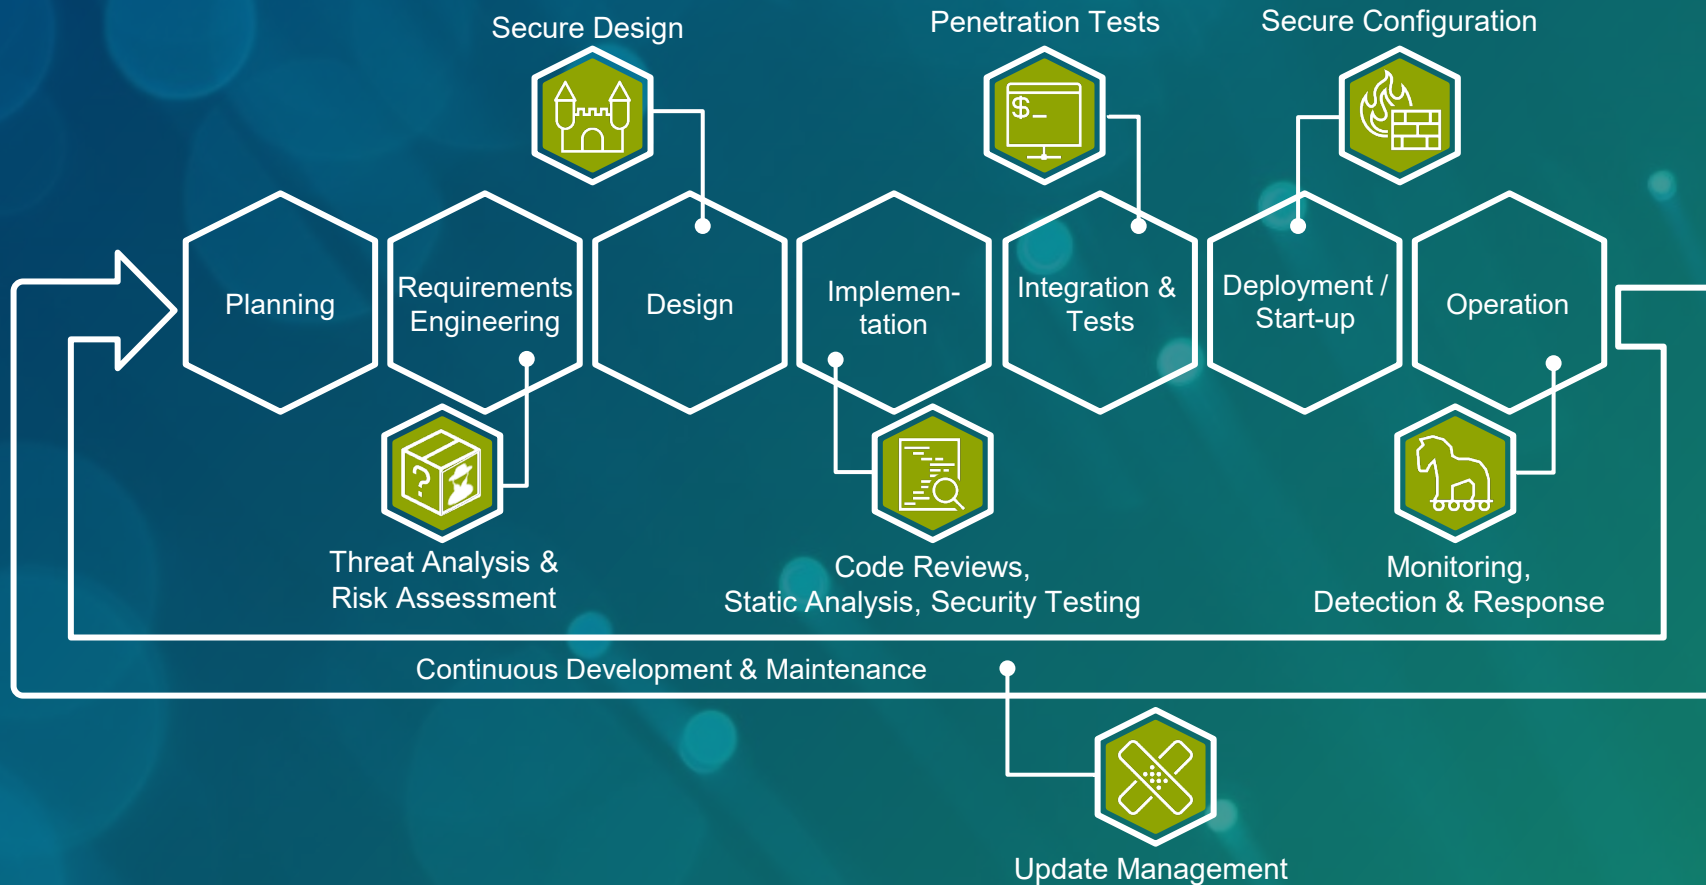 Secure Design
Penetration Tests
Secure Configuration
$_
Planning
Requirements
Engineering
Design
Implemen-
tation
Integration &
Tests
Deployment /
Start-up
Operation
?
Threat Analysis &
Risk Assessment
Code Reviews,
Static Analysis, Security Testing
Monitoring,
Detection & Response
Continuous Development & Maintenance
Update Management